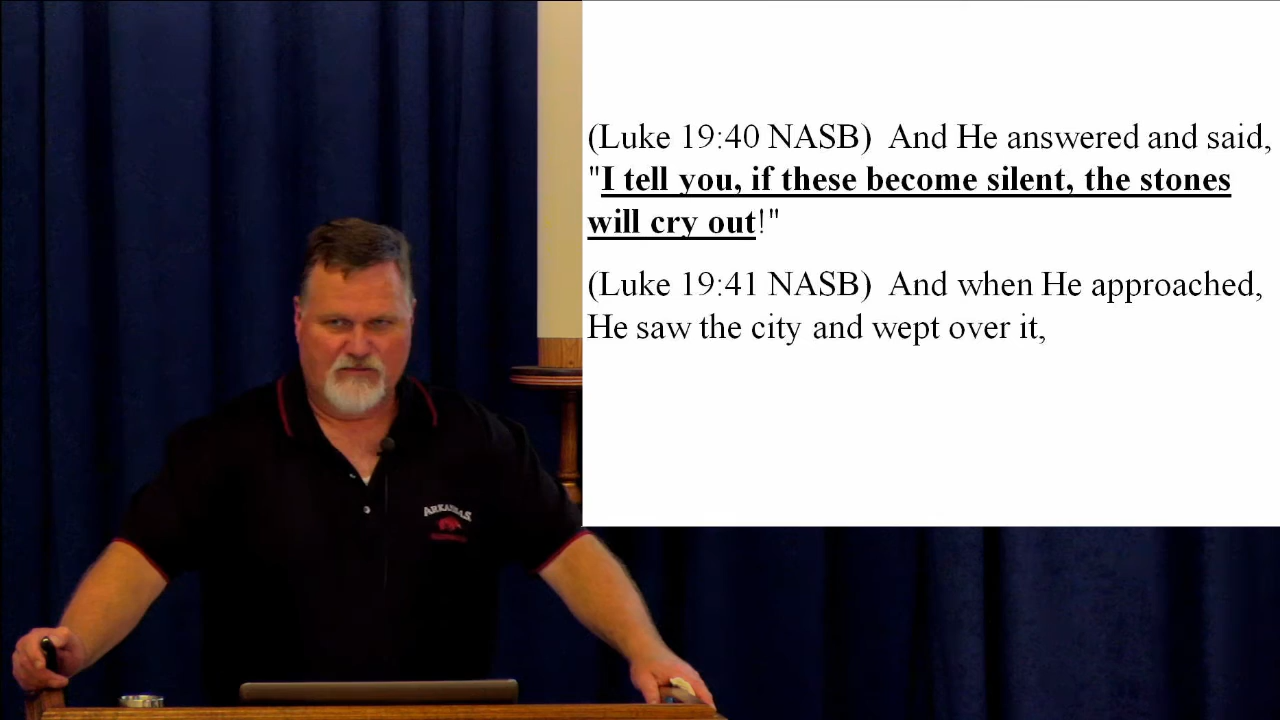 (Luke 19:40 NASB)  And He answered and said,
"I tell you, if these become silent, the stones
will cry out!"
(Luke 19:41 NASB)  And when He approached,
He saw the city and wept over it,
ARKANSAS